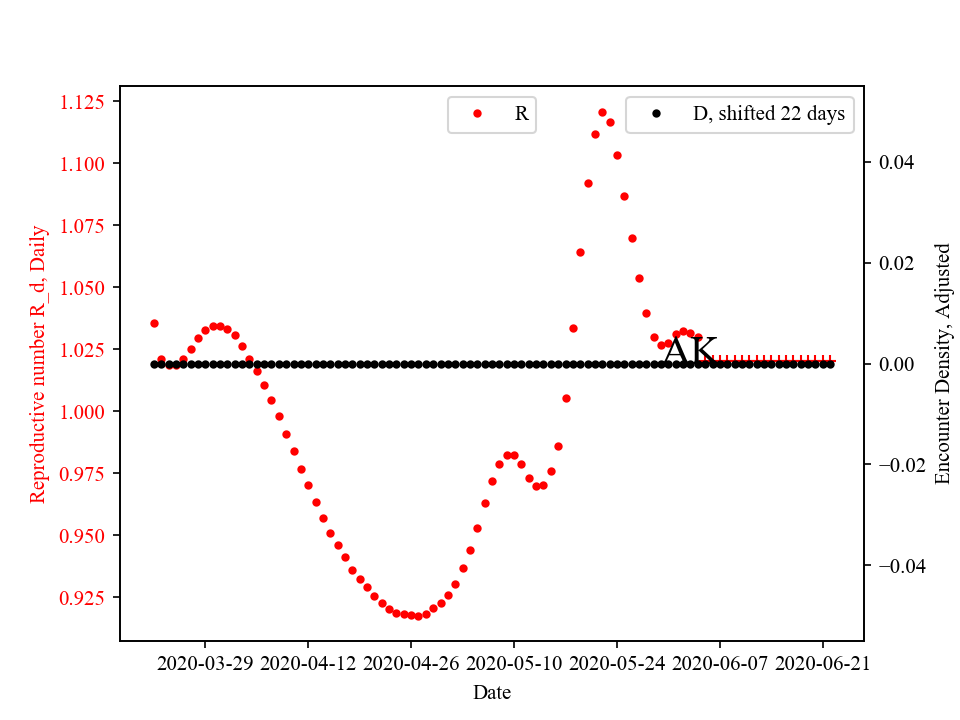 R
D, shifted 22 days
1.125
1.100
1.075
1.050
1.025
1.000
0.975
0.950
0.925
Reproductive number R_d, Daily
AK
0.04
0.02
0.00
−0.02
−0.04
Encounter Density, Adjusted
2020-03-29 2020-04-12 2020-04-26 2020-05-10 2020-05-24 2020-06-07 2020-06-21
Date